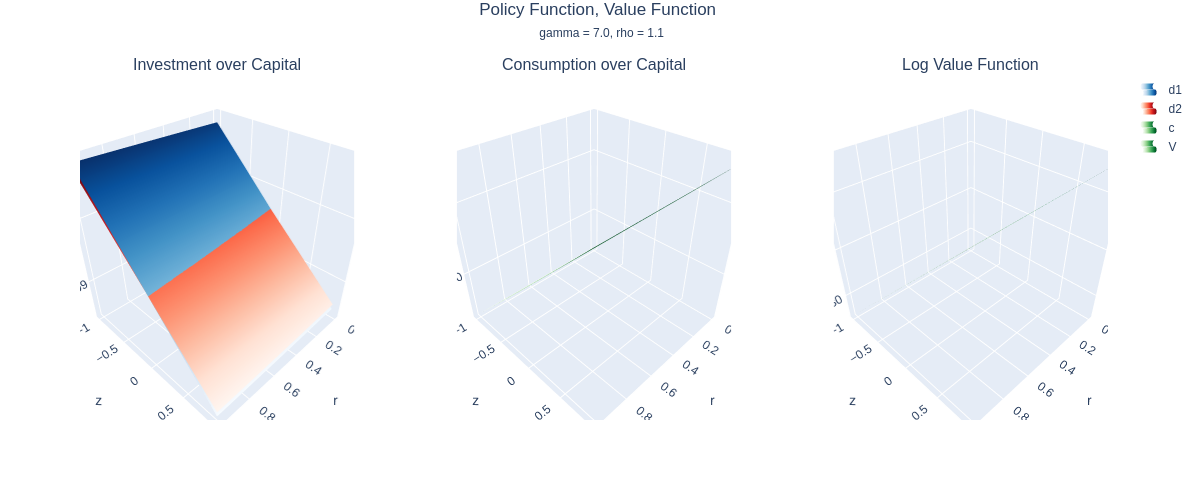 Policy Function, Value Function
gamma = 7.0, rho = 1.1
Investment over Capital
Consumption over Capital
Log Value Function
d1
d2
c
V
−1
−0.5
0
0.5
z
0
0.2
0.4
0.6
0.8
r
0
−1
−0.5
0
0.5
z
0
0.2
0.4
0.6
0.8
r
−1
−0.5
0
0.5
z
0
0.2
0.4
0.6
0.8
r